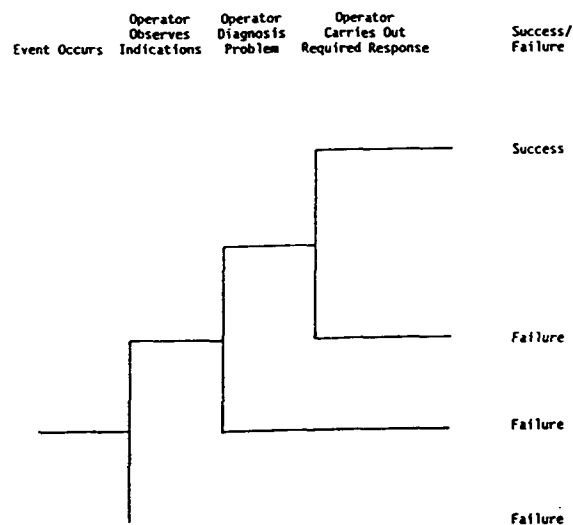 Event Occurs
Operator
Observes
Indications
Operator
Diagnosis
Problem
Operator
Carries Out
Required Response
Success/
Failure
Success
Failure
Failure
Failure